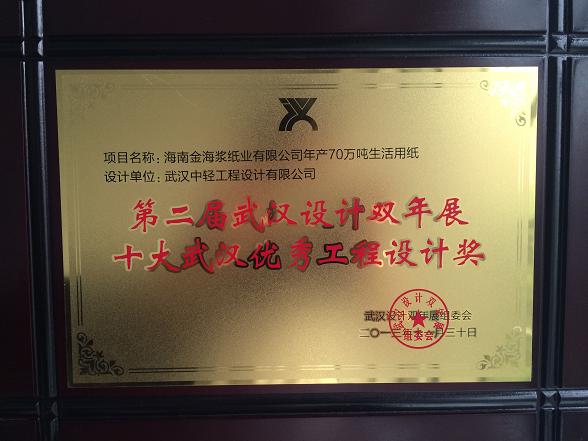 项目名称：海南金海浆纸业有限公司年产70万吨生活用纸
设计单位：武汉中轻工程设计有限公司
第二届武汉设计双年展
十大武汉优秀工程设计奖
武汉设计双年展组委会
二〇一三年十一月三十日
组委会